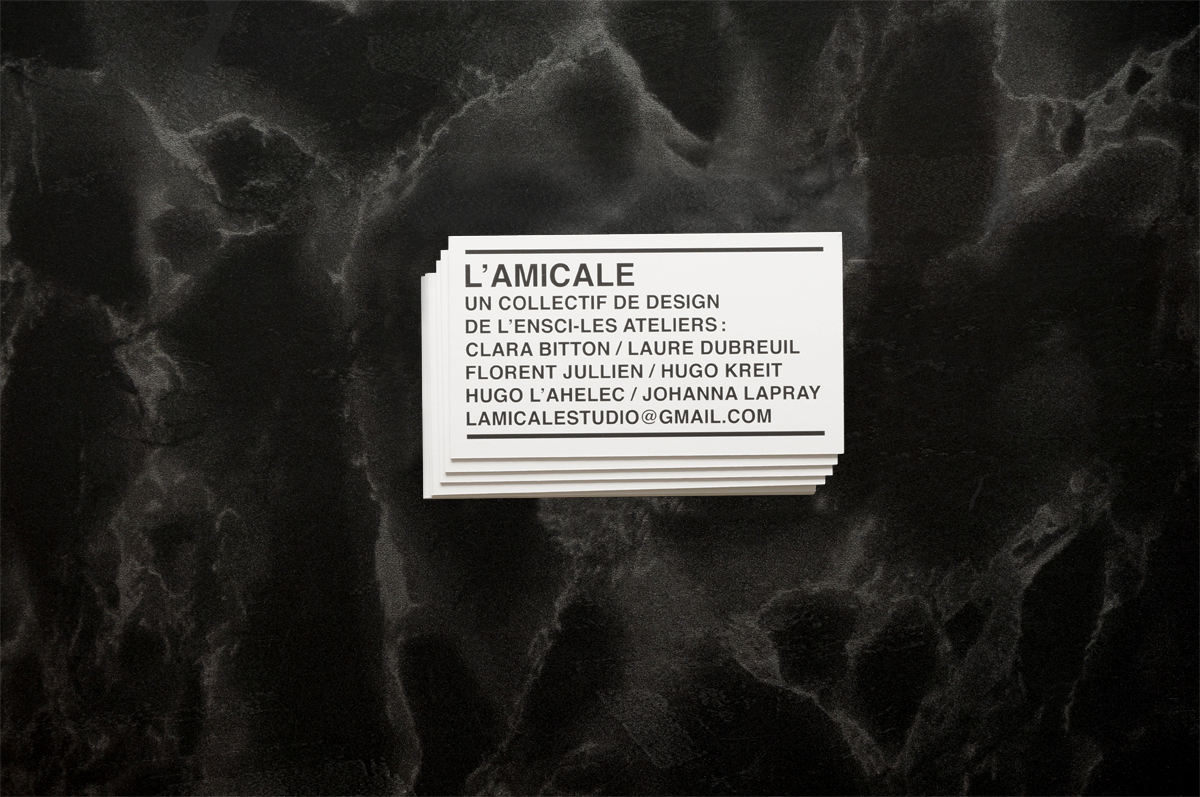 L'AMICALE
UN COLLECTIF DE DESIGN
DE L'ENSCI-LES ATELIERS :
CLARA BITTON / LAURE DUBREUIL
FLORENT JULLIEN / HUGO KREIT
HUGO L'AHELEC / JOHANNA LAPRAY
LAMICALESTUDIO@GMAIL.COM